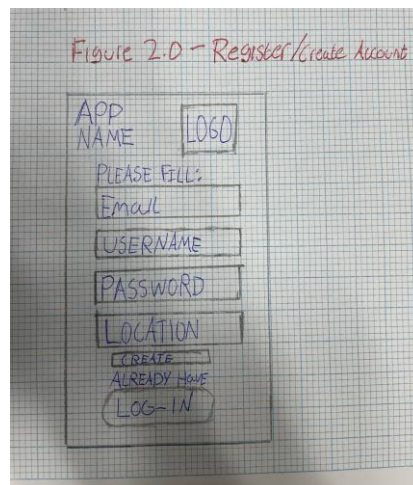 Figure 2.0 - Register/Create Account
APP
NAME
LOGO
PLEASE FILL:
Email
USERNAME
PASSWORD
LOCATION
CREATE
ALREADY HAVE
LOG-IN